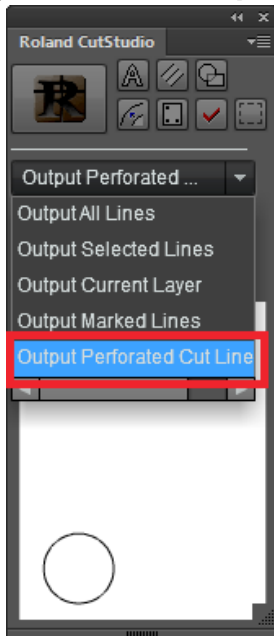 Roland CutStudio
Output Perforated ...
Output All Lines
Output Selected Lines
Output Current Layer
Output Marked Lines
Output Perforated Cut Line